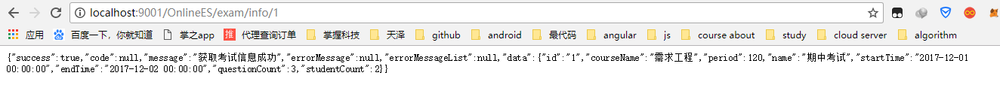 localhost:9001/OnlineES/exam/info/1
应用 百度一下，你就知道 掌之app 推 代理查询订单 掌握科技 天泽 github android 最代码 angular js course about study cloud server algorithm
{"success":true,"code":null,"message":"获取考试信息成功","errorMessage":null,"errorMessageList":null,"data":{"id":"1","courseName":"需求工程","period":120,"name":"期中考试","startTime":"2017-12-01
00:00:00","endTime":"2017-12-02 00:00:00","questionCount":3,"studentCount":2}}